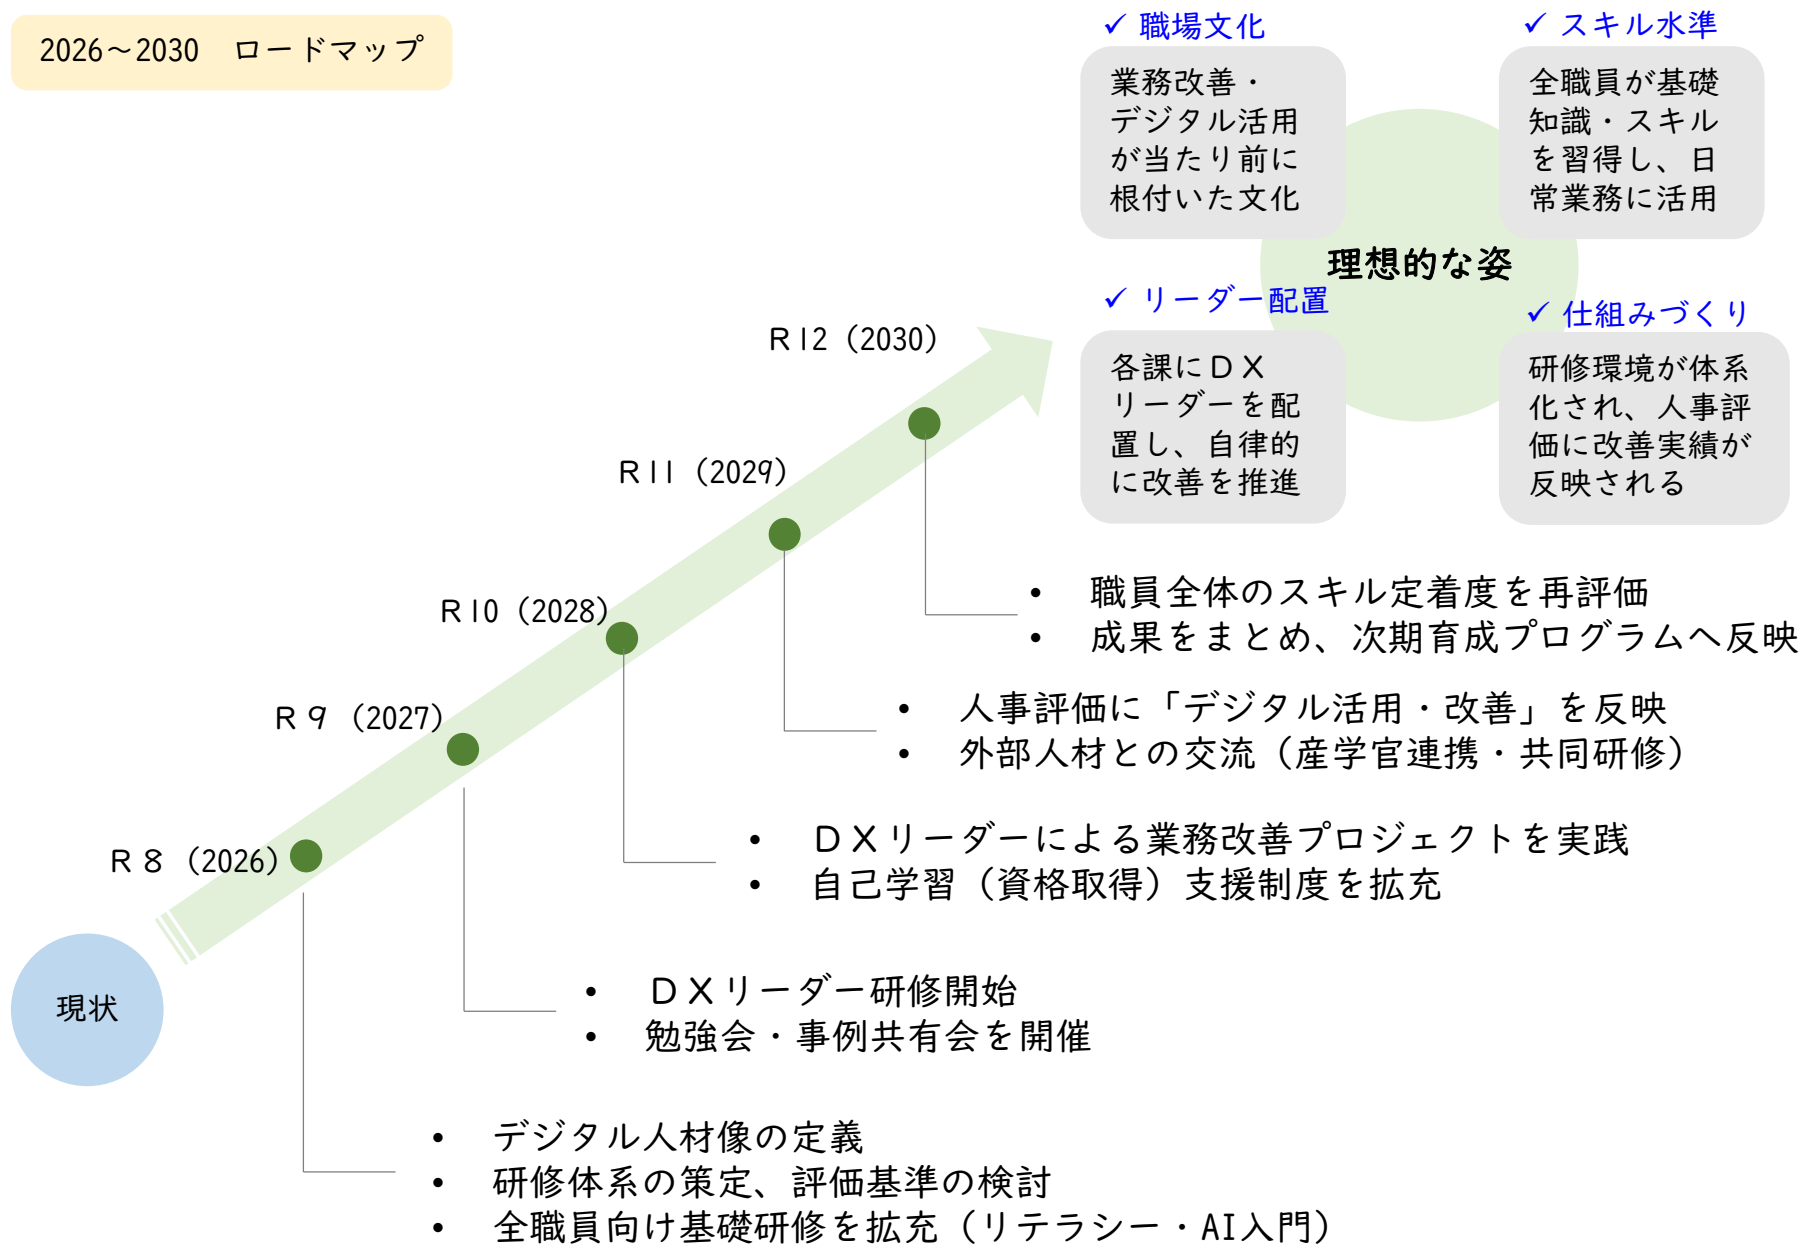 2026～2030　ロードマップ
✓ 職場文化
業務改善・
デジタル活用
が当たり前に
根付いた文化
✓ スキル水準
全職員が基礎
知識・スキル
を習得し、日
常業務に活用
理想的な姿
✓ リーダー配置
各課にＤＸ
リーダーを配
置し、自律的
に改善を推進
✓ 仕組みづくり
研修環境が体系
化され、人事評
価に改善実績が
反映される
R12（2030）
• 職員全体のスキル定着度を再評価
• 成果をまとめ、次期育成プログラムへ反映
R11（2029）
• 人事評価に「デジタル活用・改善」を反映
• 外部人材との交流（産学官連携・共同研修）
R10（2028）
• ＤＸリーダーによる業務改善プロジェクトを実践
• 自己学習（資格取得）支援制度を拡充
R９（2027）
• ＤＸリーダー研修開始
• 勉強会・事例共有会を開催
R８（2026）
• デジタル人材像の定義
• 研修体系の策定、評価基準の検討
• 全職員向け基礎研修を拡充（リテラシー・AI入門）
現状